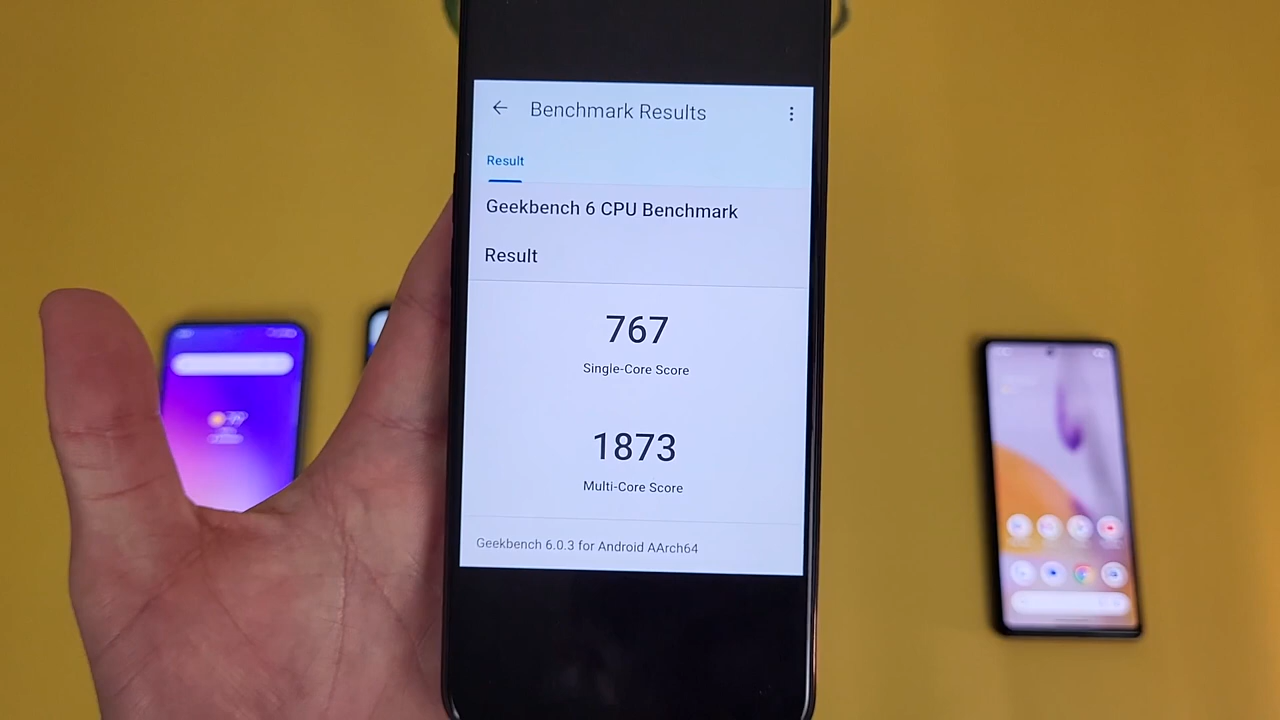 Benchmark Results
Result
Geekbench 6 CPU Benchmark
Result
767
Single-Core Score
1873
Multi-Core Score
Geekbench 6.0.3 for Android AArch64